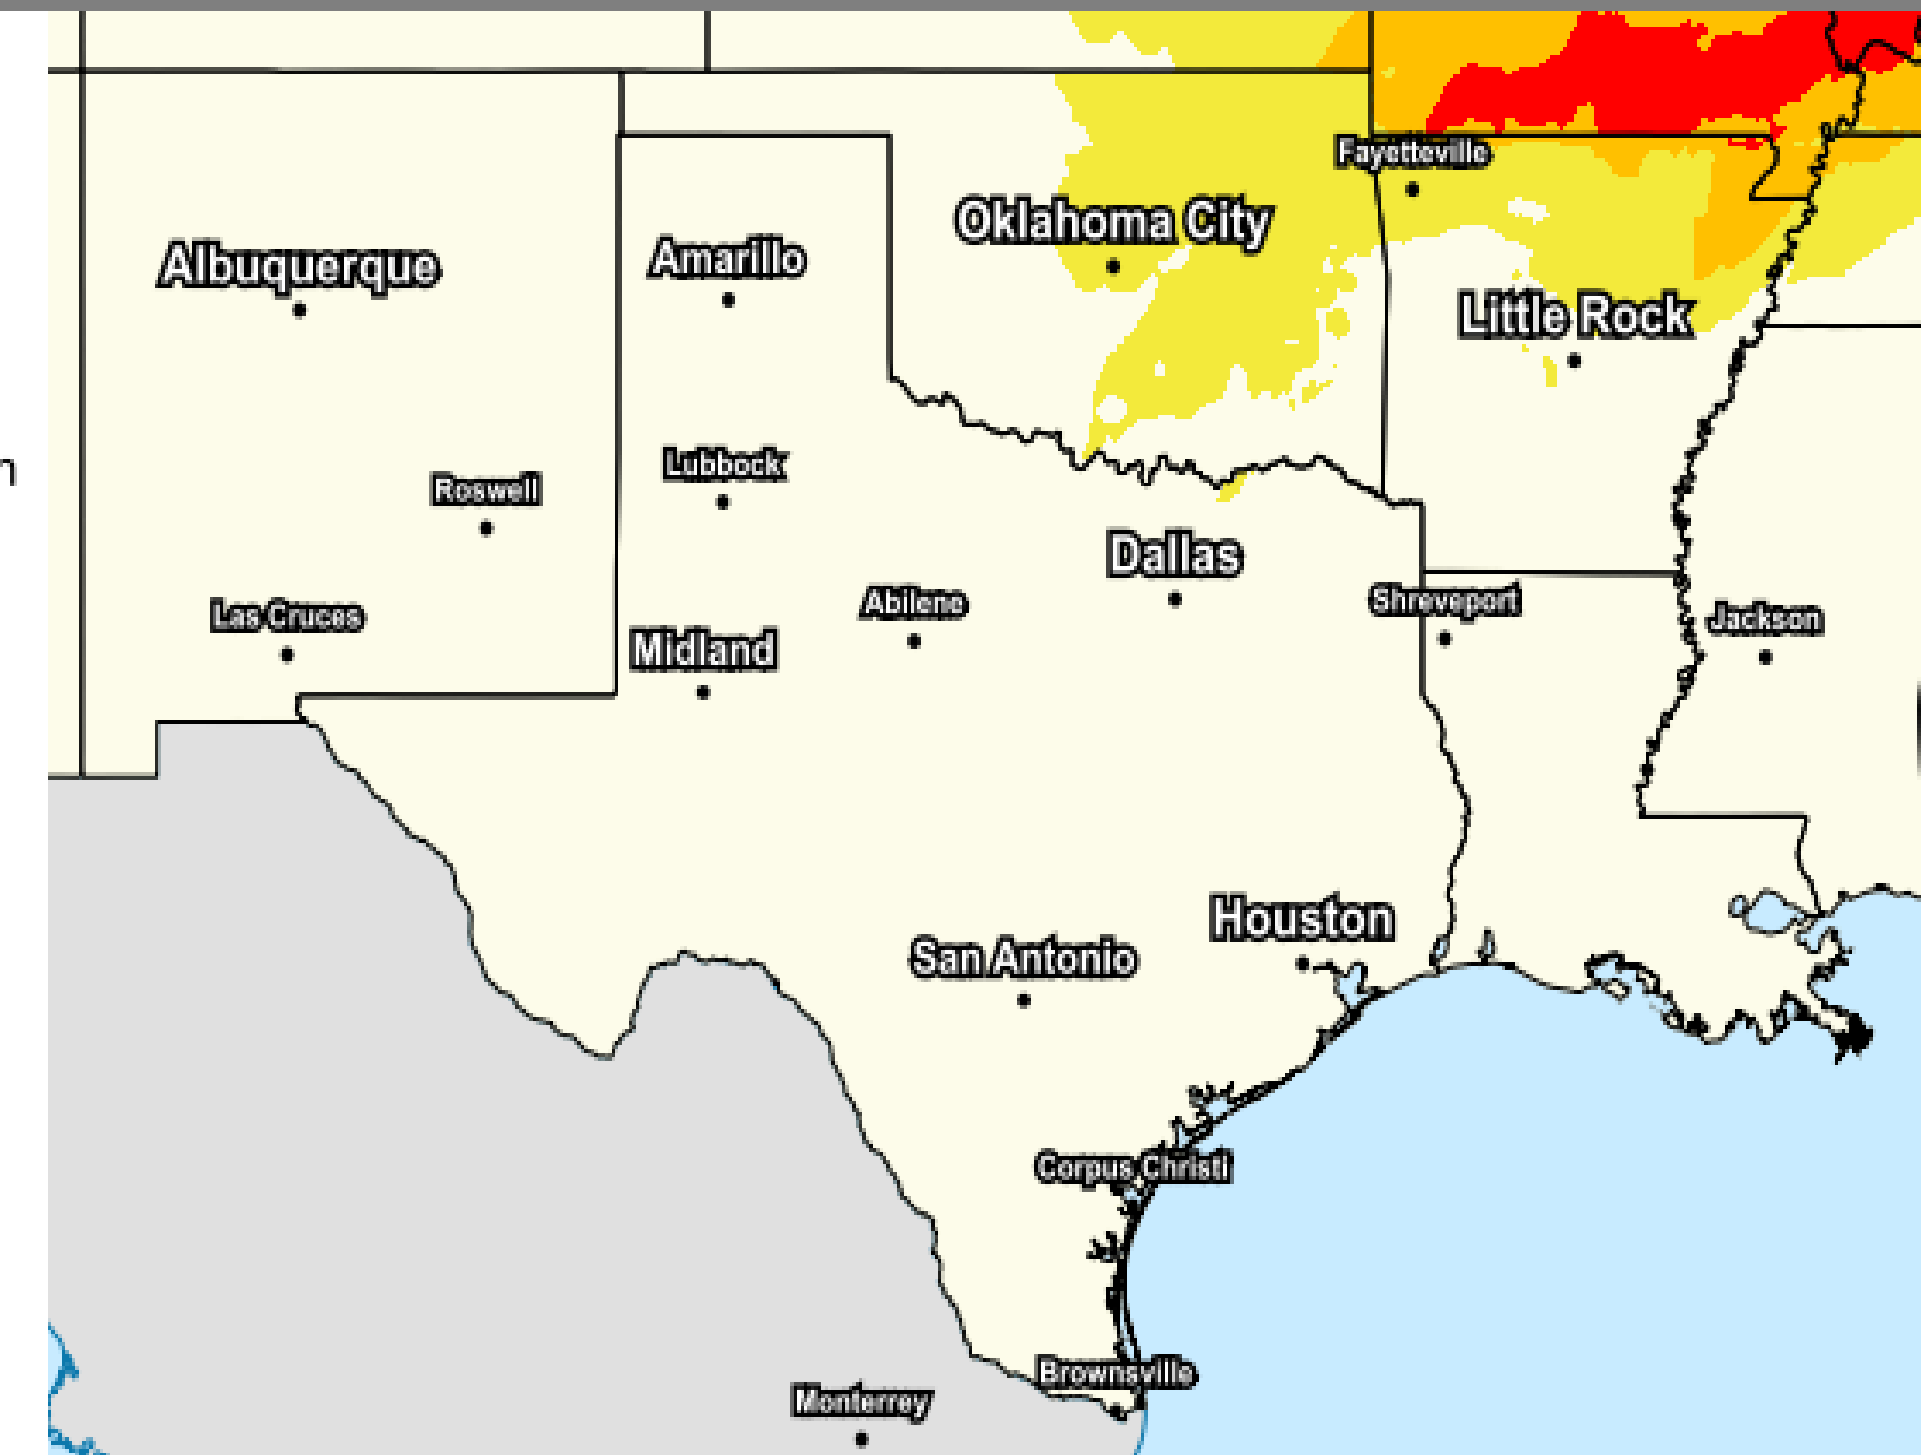 Fayetteville
Oklahoma City
Albuquerque
Amarillo
Little Rock
n
Lubbock
Roswell
Dallas
Abilene
Shreveport
Las Cruces
Jackson
Midland
Houston
San Antonio
Corpus Christi
Brownsville
Monterrey